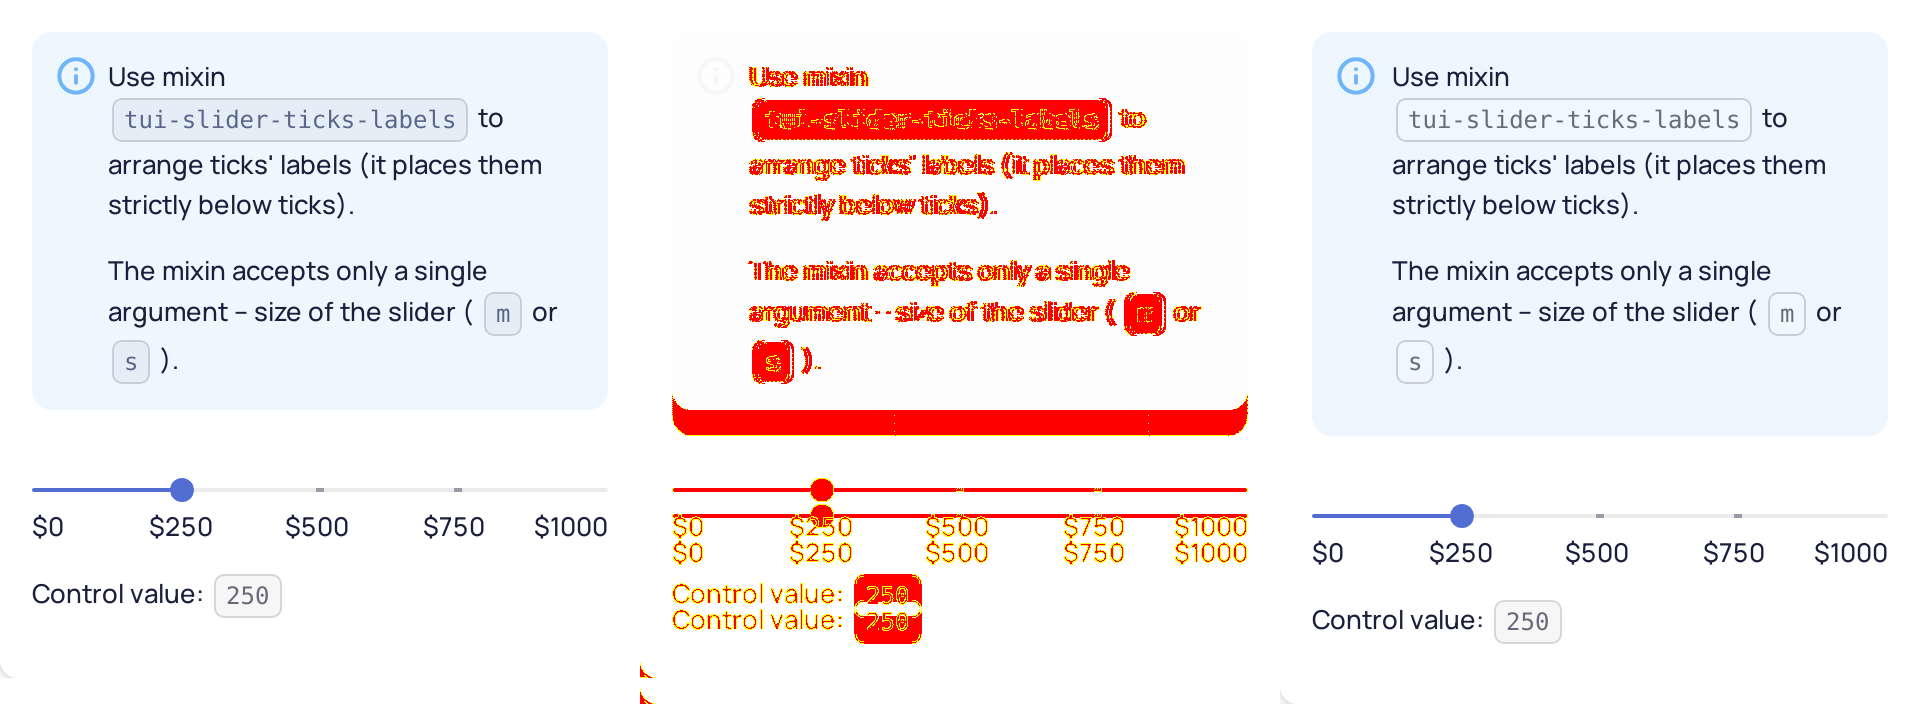 Use mixin
tui-slider-ticks-labels to
arrange ticks' labels (it places them
strictly below ticks).
The mixin accepts only a single
argument – size of the slider ( m or
s ).
$0 $250 $500 $750 $1000
Control value: 250
Use mixin
tui-slider-ticks-labels to
arrange ticks' labels (it places them
strictly below ticks).
The mixin accepts only a single
argument - size of the slider ( m or
s ).
$0 $250 $500 $750 $1000
$0 $250 $500 $750 $1000
Control value: 250
Control value: 250
Use mixin
tui-slider-ticks-labels to
arrange ticks' labels (it places them
strictly below ticks).
The mixin accepts only a single
argument – size of the slider ( m or
s ).
$0 $250 $500 $750 $1000
Control value: 250